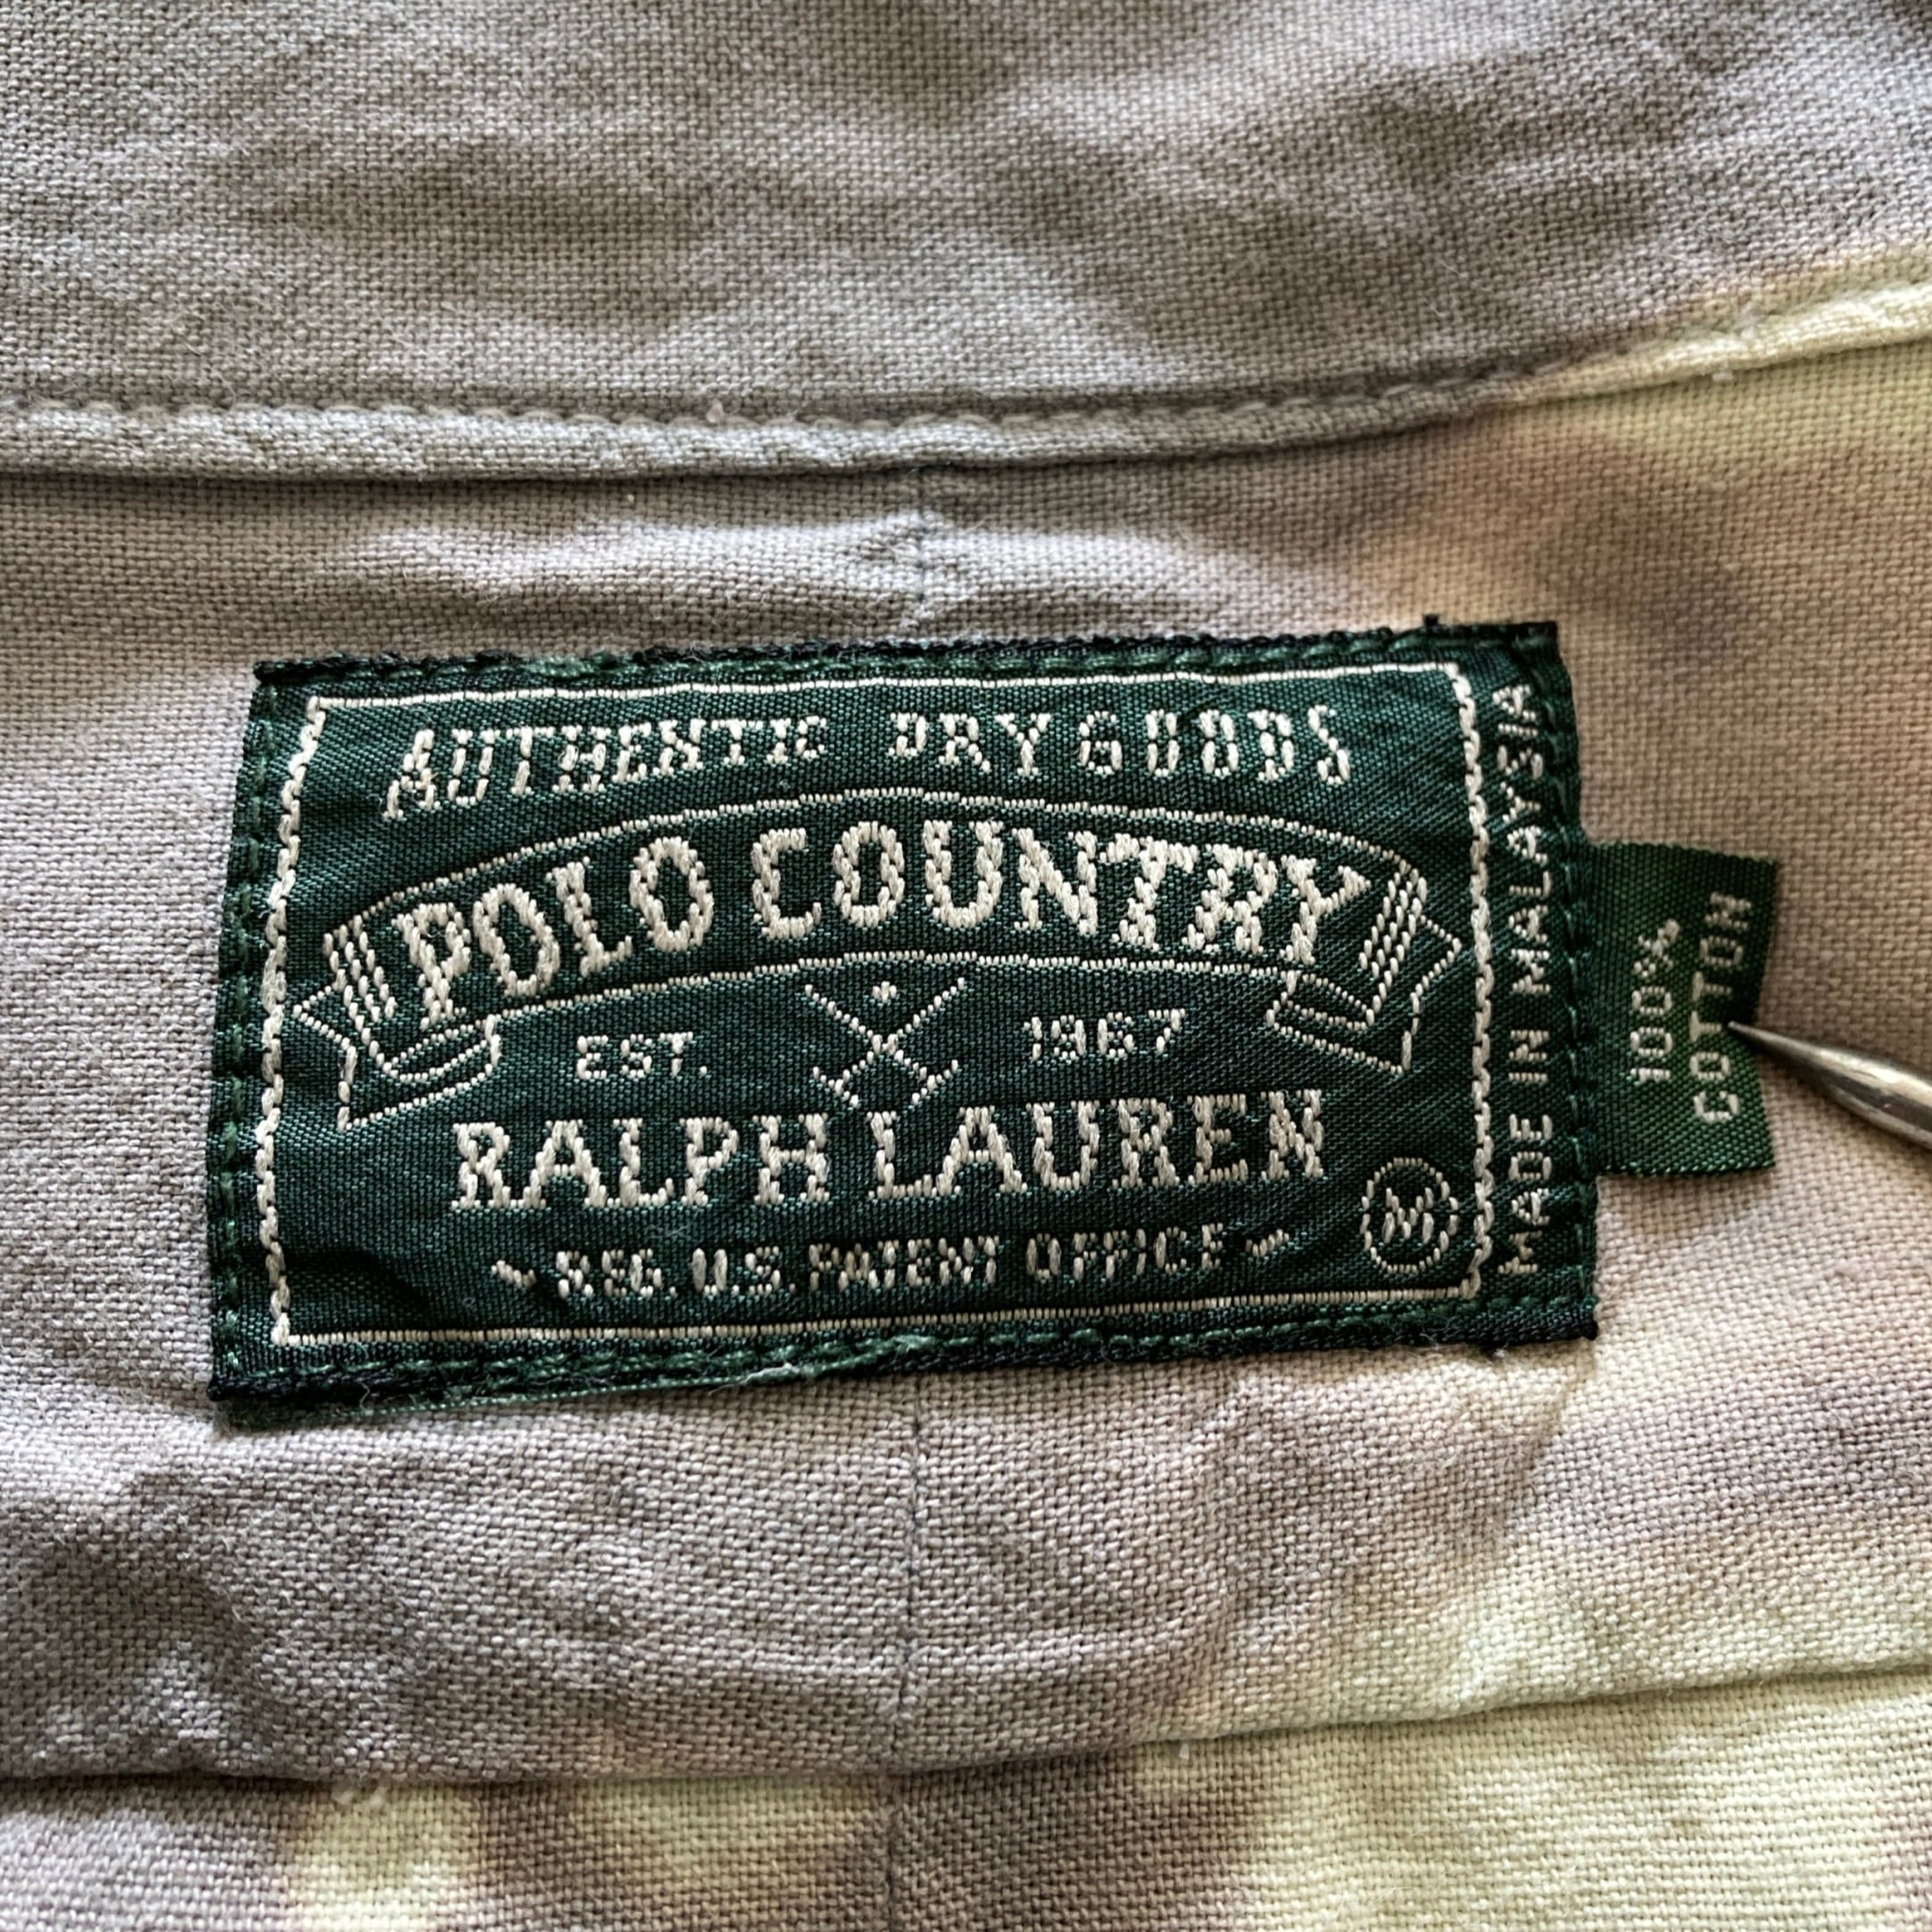 AUTHENTIC DRY GOODS
POLO COUNTRY
EST. 1967
RALPH LAUREN
REG. U.S. PATENT OFFICE
M
MADE IN MALAYSIA
100%
COTTON